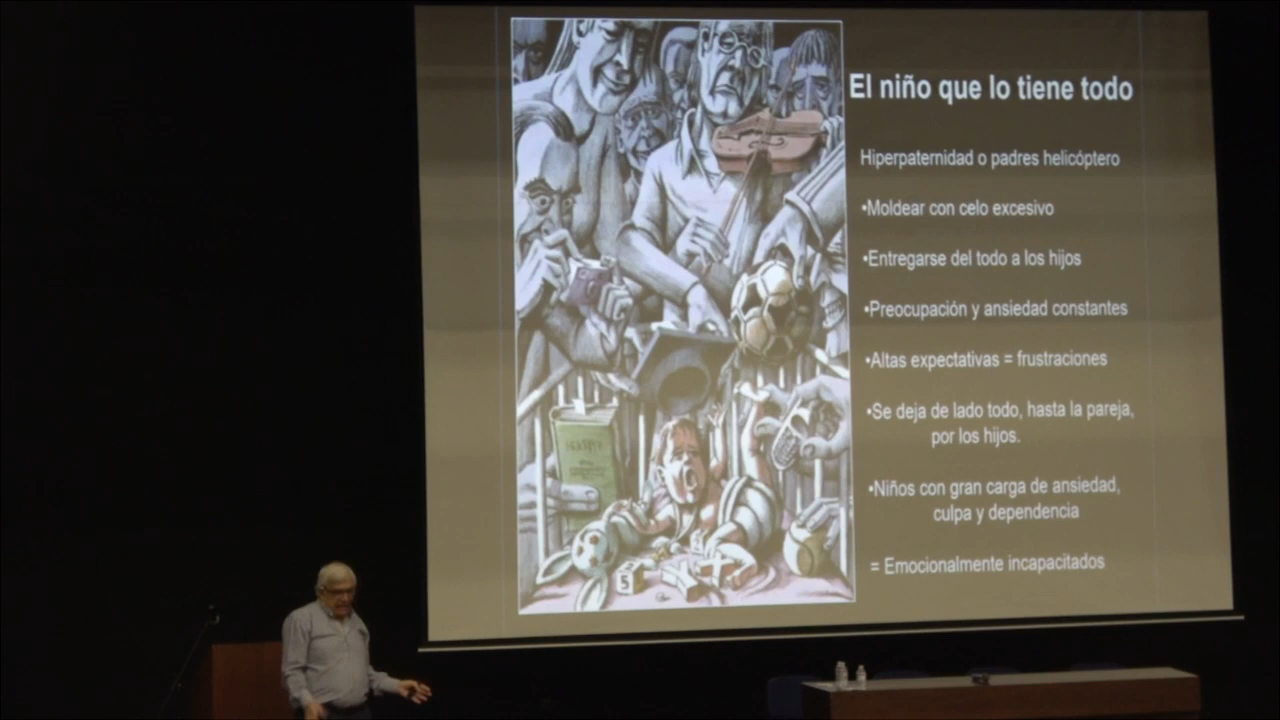 El niño que lo tiene todo
Hiperpaternidad o padres helicóptero
•Moldear con celo excesivo
•Entregarse del todo a los hijos
•Preocupación y ansiedad constantes
•Altas expectativas = frustraciones
•Se deja de lado todo, hasta la pareja,
por los hijos.
•Niños con gran carga de ansiedad,
culpa y dependencia
= Emocionalmente incapacitados
5